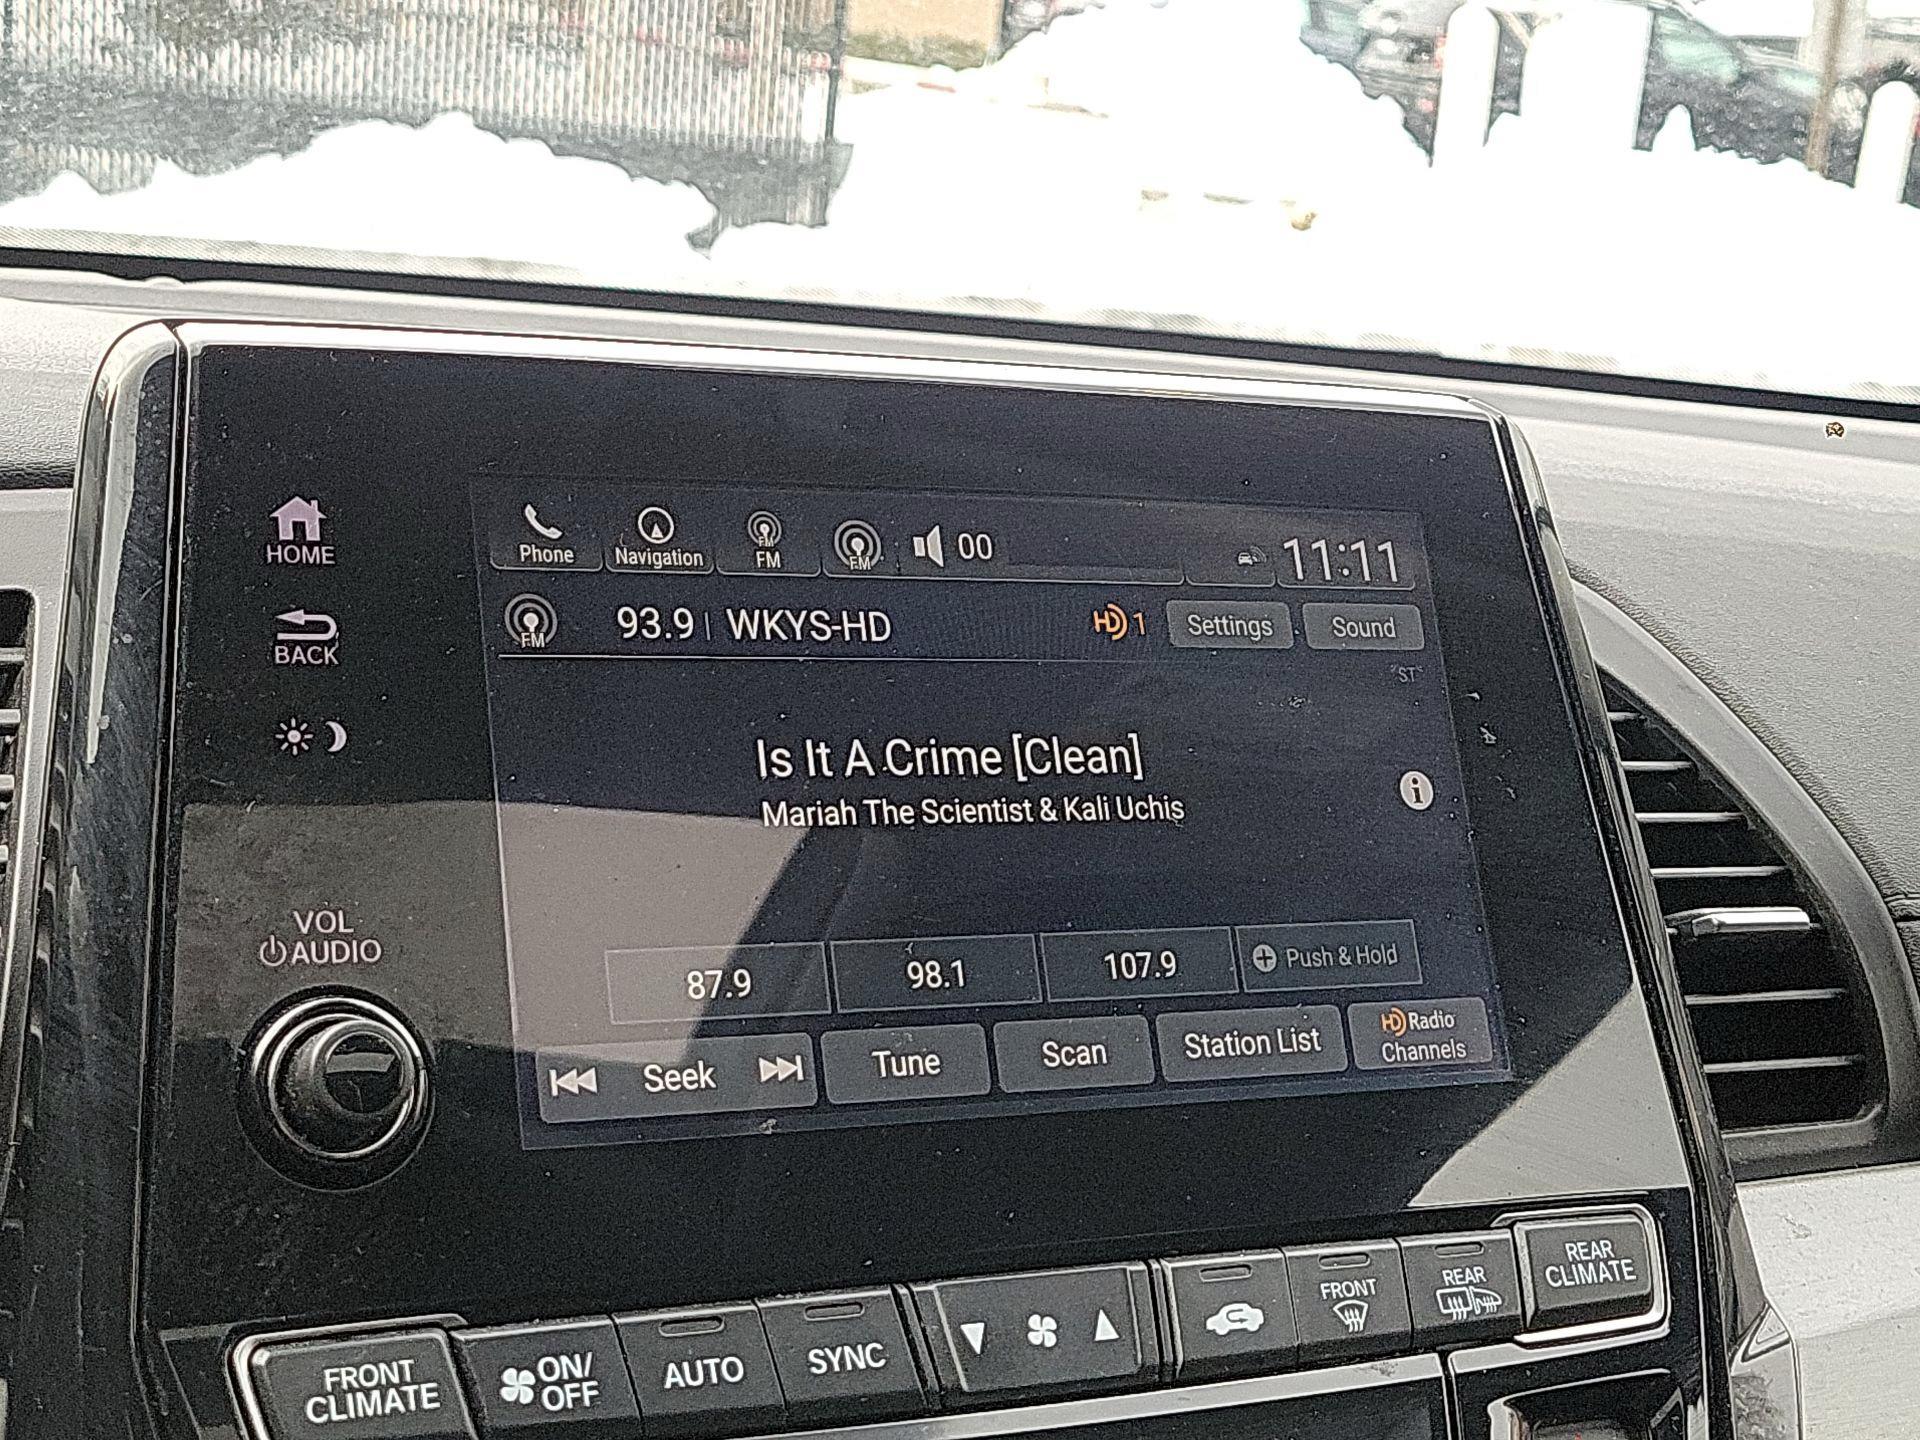 HOME
BACK
VOL
AUDIO
Phone
Navigation
FM
FM
FM
00
11:11
FM
93.9 | WKYS-HD
HD 1
Settings
Sound
"ST"
Is It A Crime [Clean]
Mariah The Scientist & Kali Uchis
i
87.9
98.1
107.9
+ Push & Hold
Seek
Tune
Scan
Station List
HD Radio
Channels
FRONT
CLIMATE
ON/
OFF
AUTO
SYNC
FRONT
REAR
REAR
CLIMATE